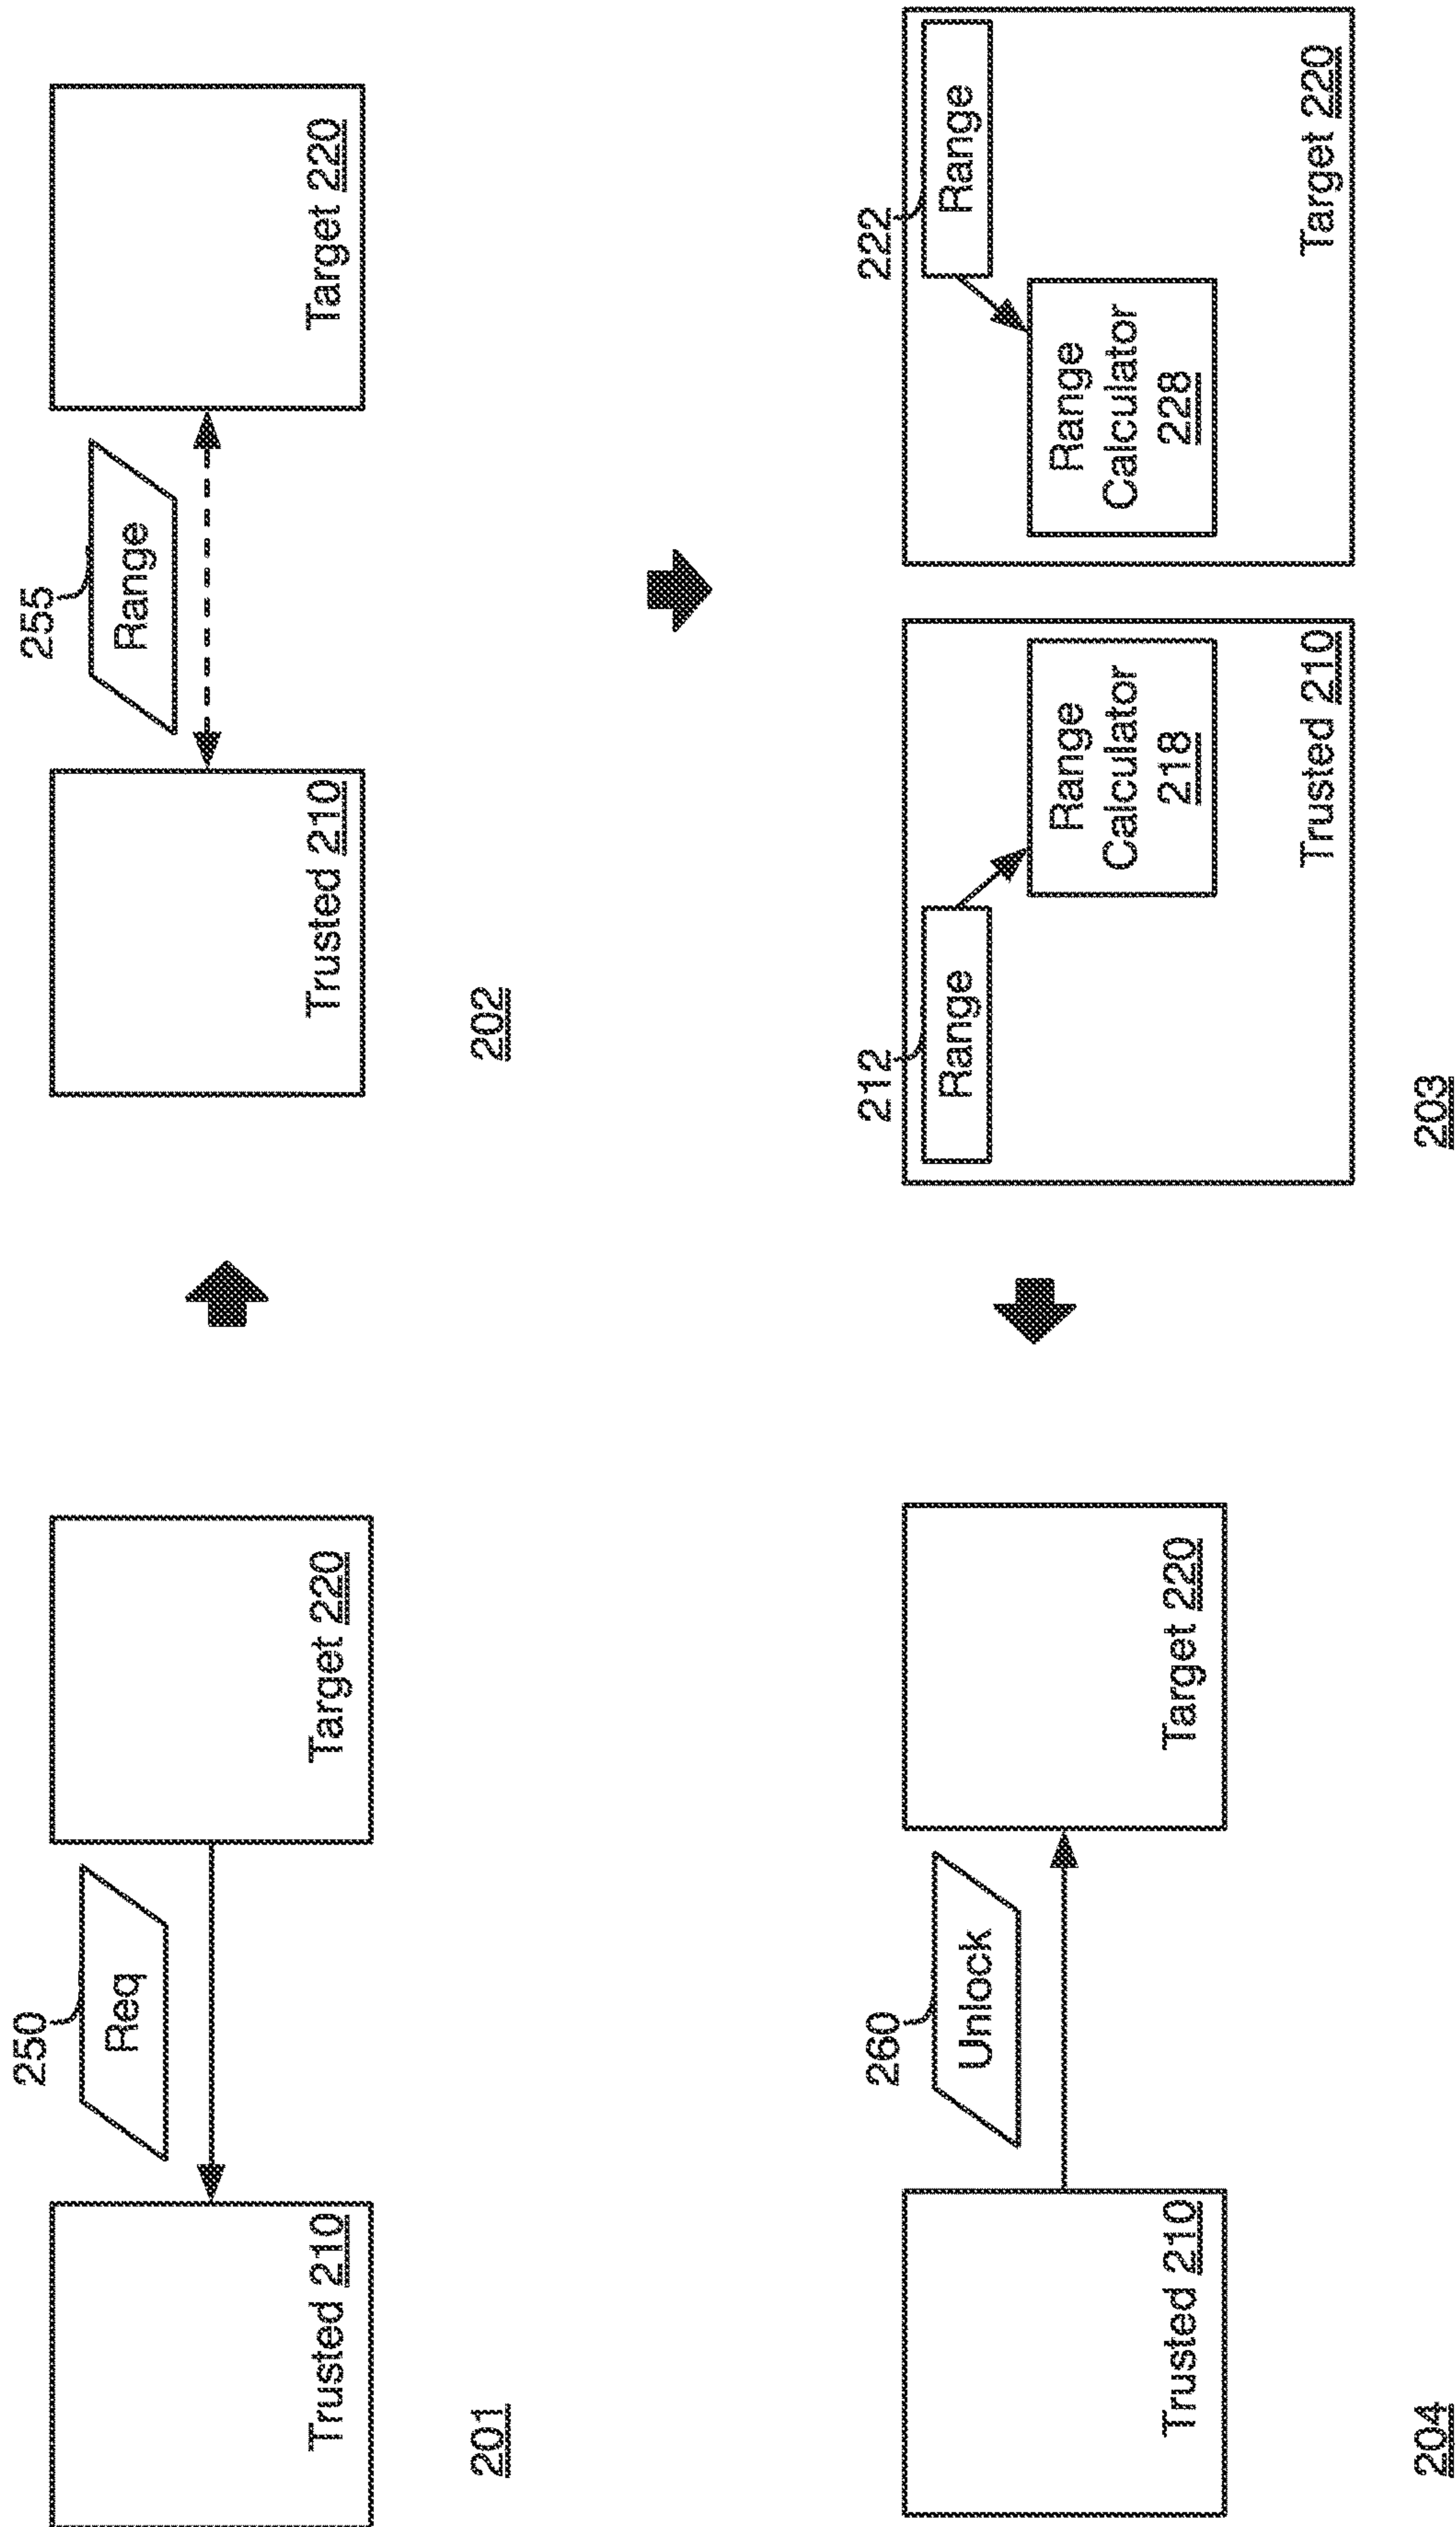 250
Req
Trusted 210
Target 220
201
255
Range
Trusted 210
Target 220
202
212
Range
Range
Calculator
218
Trusted 210
222
Range
Range
Calculator
228
Target 220
203
260
Unlock
Trusted 210
Target 220
204